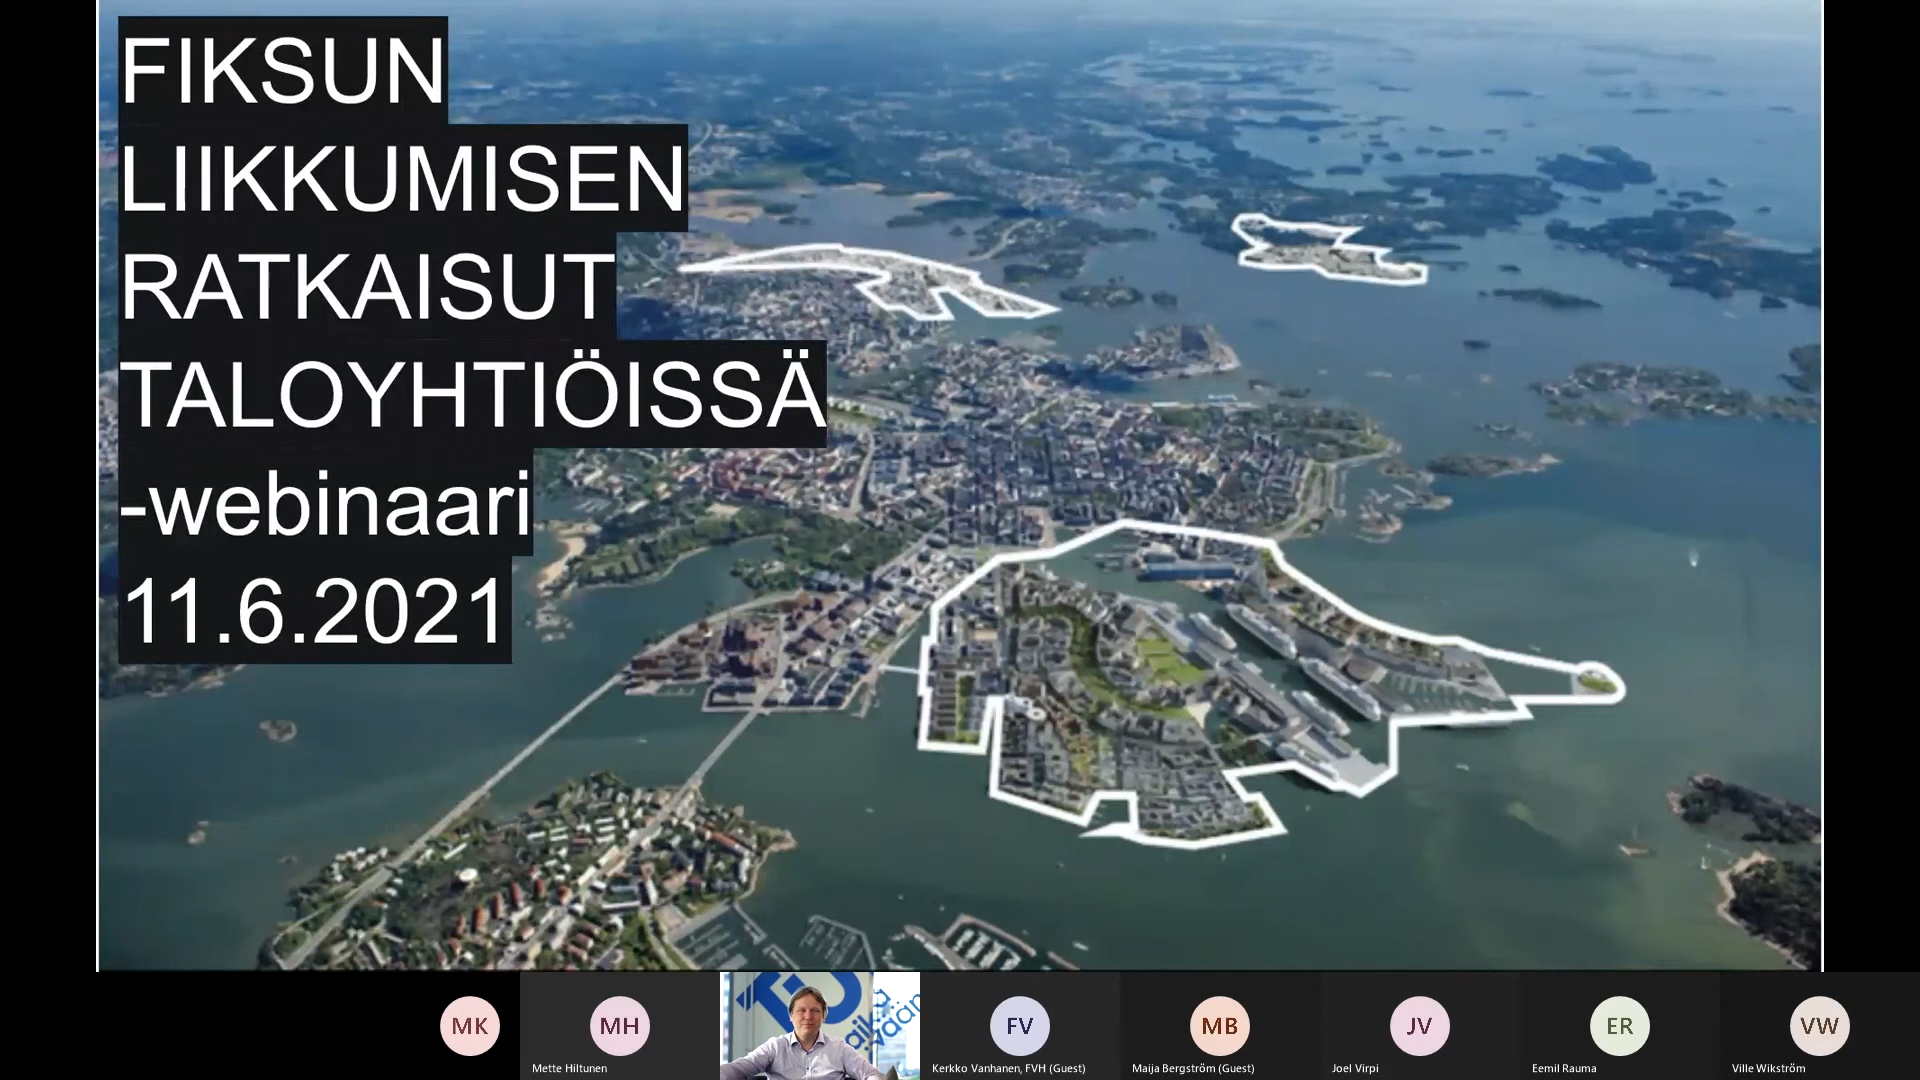 FIKSUN
LIIKKUMISEN
RATKAISUT
TALOYHTIÖISSÄ
-webinaari
11.6.2021
MK
MH
FV
MB
JV
ER
VW
Mette Hiltunen
Kerkko Vanhanen, FVH (Guest)
Maija Bergström (Guest)
Joel Virpi
Eemil Rauma
Ville Wikström